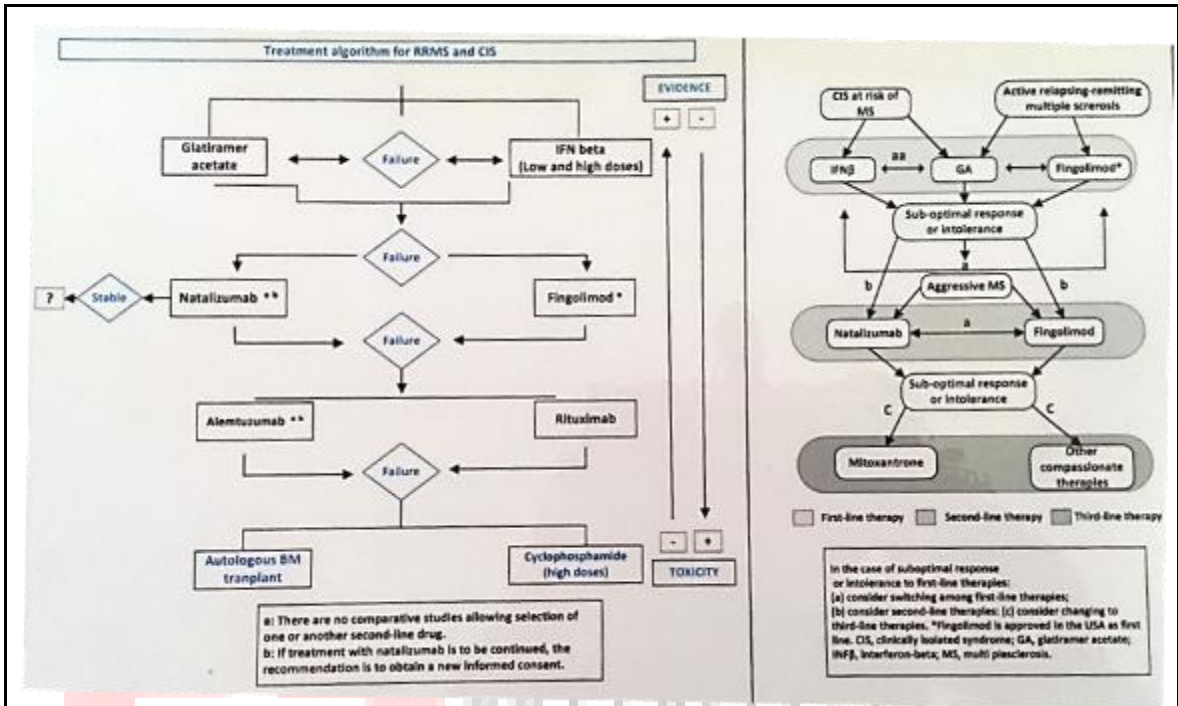 Treatment algorithm for RRMS and CIS
EVIDENCE
+ -
Glatiramer
acetate
Failure
IFN beta
(Low and high doses)
Failure
? Stable Natalizumab **
Fingolimod *
Failure
Alemtuzumab **
Rituximab
Failure
- +
TOXICITY
Autologous BM
tranplant
Cyclophosphamide
(high doses)
a: There are no comparative studies allowing selection of
one or another second-line drug.
b: If treatment with natalizumab is to be continued, the
recommendation is to obtain a new informed consent.
CIS at risk of
MS
Active relapsing-remitting
multiple screrosis
IFNβ
aa
GA
Fingolimod*
Sub-optimal response
or intolerance
a
b
Aggressive MS
b
Natalizumab
a
Fingolimod
Sub-optimal response
or intolerance
C
C
Mitoxantrone
Other
compassionate
therapies
First-line therapy Second-line therapy Third-line therapy
In the case of suboptimal response
or intolerance to first-line therapies:
(a) consider switching among first-line therapies;
(b) consider second-line therapies: (c) consider changing to
third-line therapies. *Fingolimod is approved in the USA as first
line. CIS, clinically isolated syndrome; GA, glatiramer acetate;
INFβ, interferon-beta; MS, multi plesclerosis.